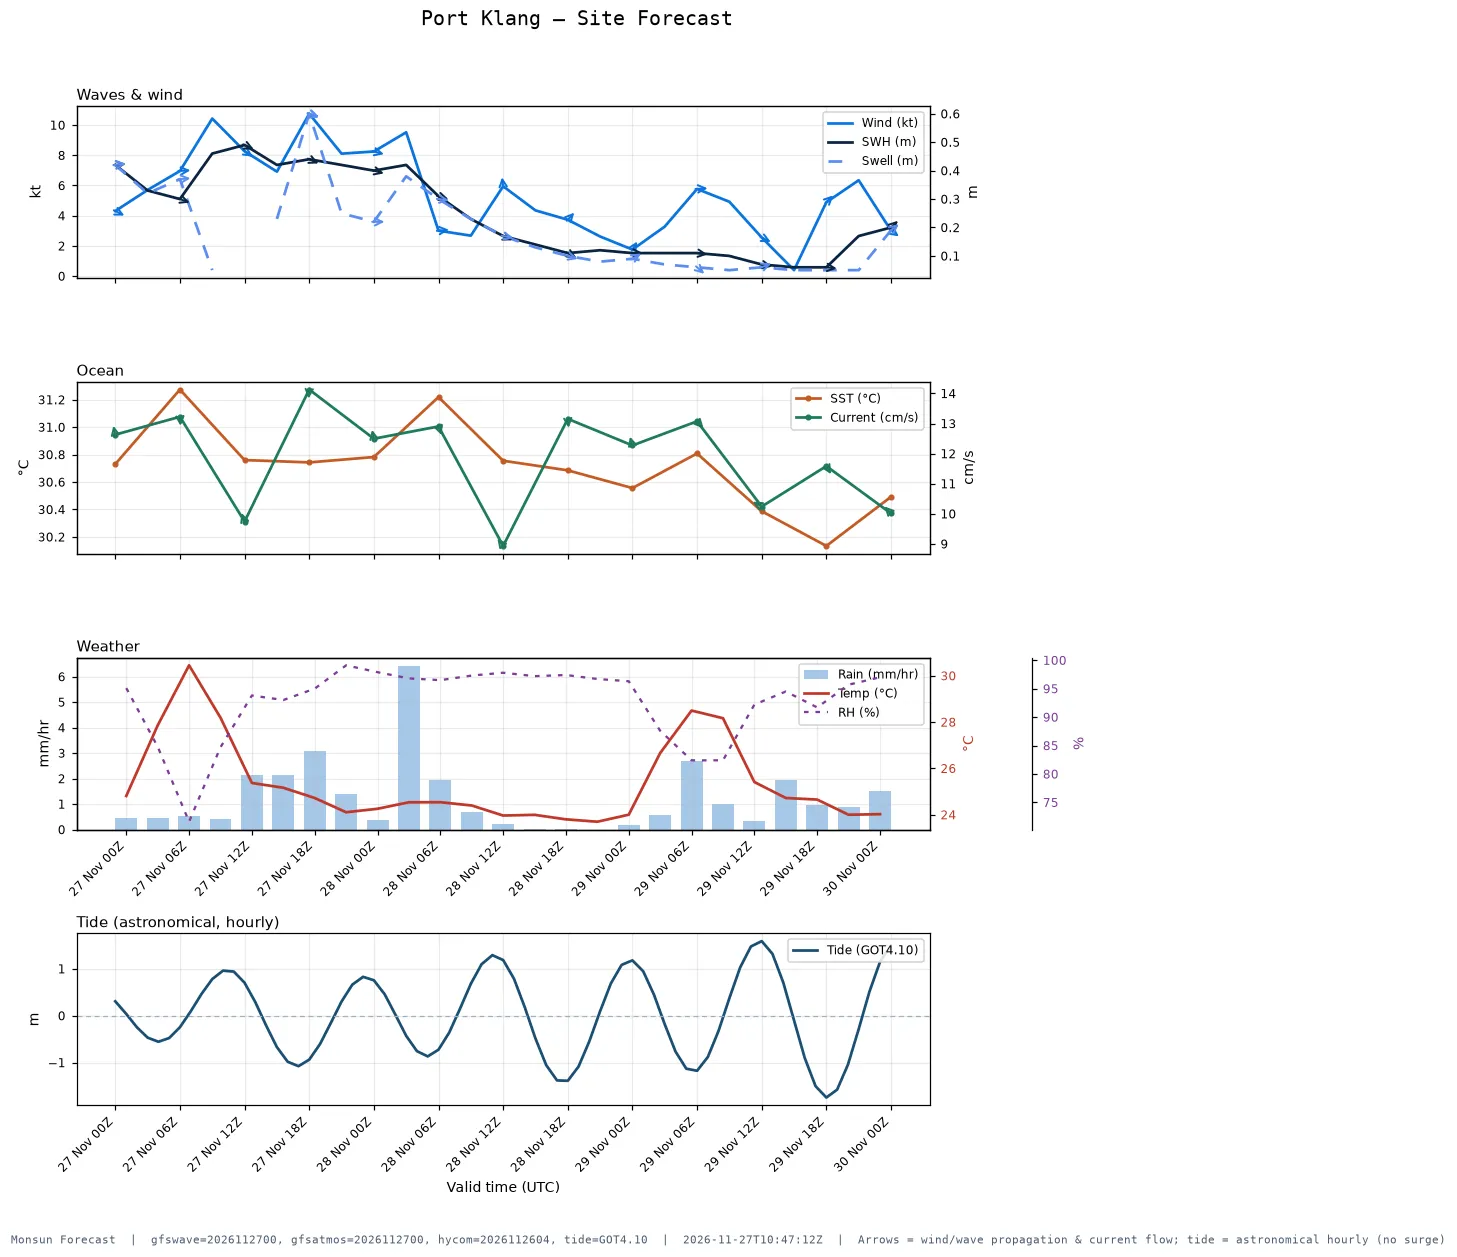 Port Klang — Site Forecast
Waves & wind
kt
10
8
6
4
2
0
Wind (kt)
SWH (m)
Swell (m)
0.6
0.5
0.4
0.3
0.2
0.1
m
Ocean
°C
31.2
31.0
30.8
30.6
30.4
30.2
SST (°C)
Current (cm/s)
14
13
12
11
10
9
cm/s
Weather
mm/hr
6
5
4
3
2
1
0
Rain (mm/hr)
Temp (°C)
RH (%)
30
28
26
24
°C
100
95
90
85
80
75
%
27 Nov 00Z
27 Nov 06Z
27 Nov 12Z
27 Nov 18Z
28 Nov 00Z
28 Nov 06Z
28 Nov 12Z
28 Nov 18Z
29 Nov 00Z
29 Nov 06Z
29 Nov 12Z
29 Nov 18Z
30 Nov 00Z
Tide (astronomical, hourly)
m
1
0
−1
Tide (GOT4.10)
27 Nov 00Z
27 Nov 06Z
27 Nov 12Z
27 Nov 18Z
28 Nov 00Z
28 Nov 06Z
28 Nov 12Z
28 Nov 18Z
29 Nov 00Z
29 Nov 06Z
29 Nov 12Z
29 Nov 18Z
30 Nov 00Z
Valid time (UTC)
Monsun Forecast | gfswave=2026112700, gfsatmos=2026112700, hycom=2026112604, tide=GOT4.10 | 2026-11-27T10:47:12Z | Arrows = wind/wave propagation & current flow; tide = astronomical hourly (no surge)